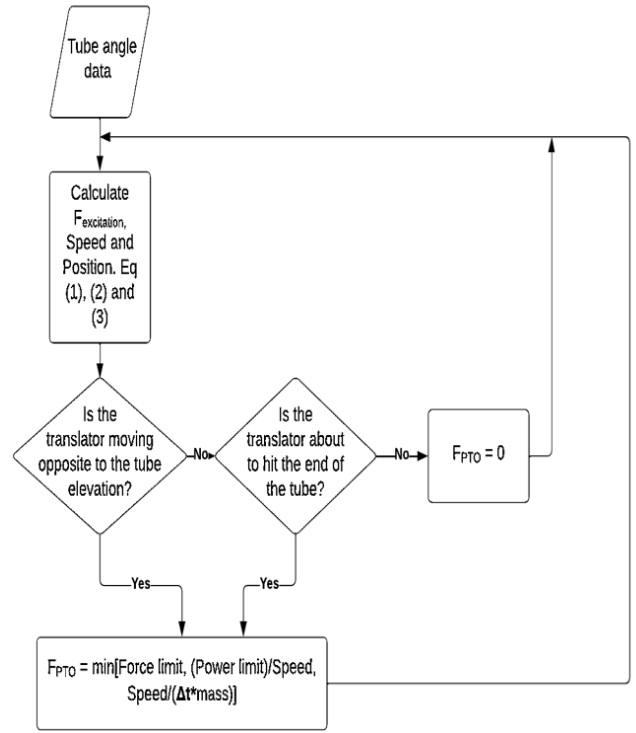 Tube angle
data
Calculate
Fexcitation,
Speed and
Position. Eq
(1), (2) and
(3)
Is the
translator moving
opposite to the tube
elevation?
No
Is the
translator about
to hit the end of
the tube?
No
FPTO = 0
Yes
Yes
FPTO = min[Force limit, (Power limit)/Speed,
Speed/(Δt*mass)]